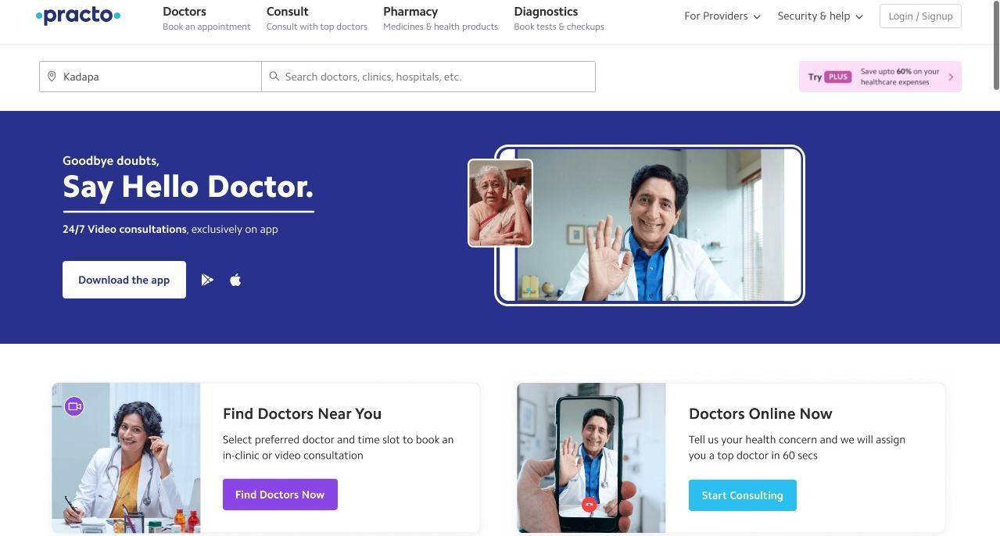 practo
Doctors
Book an appointment
Consult
Consult with top doctors
Pharmacy
Medicines & health products
Diagnostics
Book tests & checkups
For Providers
Security & help
Login / Signup
Kadapa
Search doctors, clinics, hospitals, etc.
Try PLUS
Save upto 60% on your
healthcare expenses
Goodbye doubts,
Say Hello Doctor.
24/7 Video consultations, exclusively on app
Download the app
Find Doctors Near You
Select preferred doctor and time slot to book an
in-clinic or video consultation
Find Doctors Now
Doctors Online Now
Tell us your health concern and we will assign
you a top doctor in 60 secs
Start Consulting